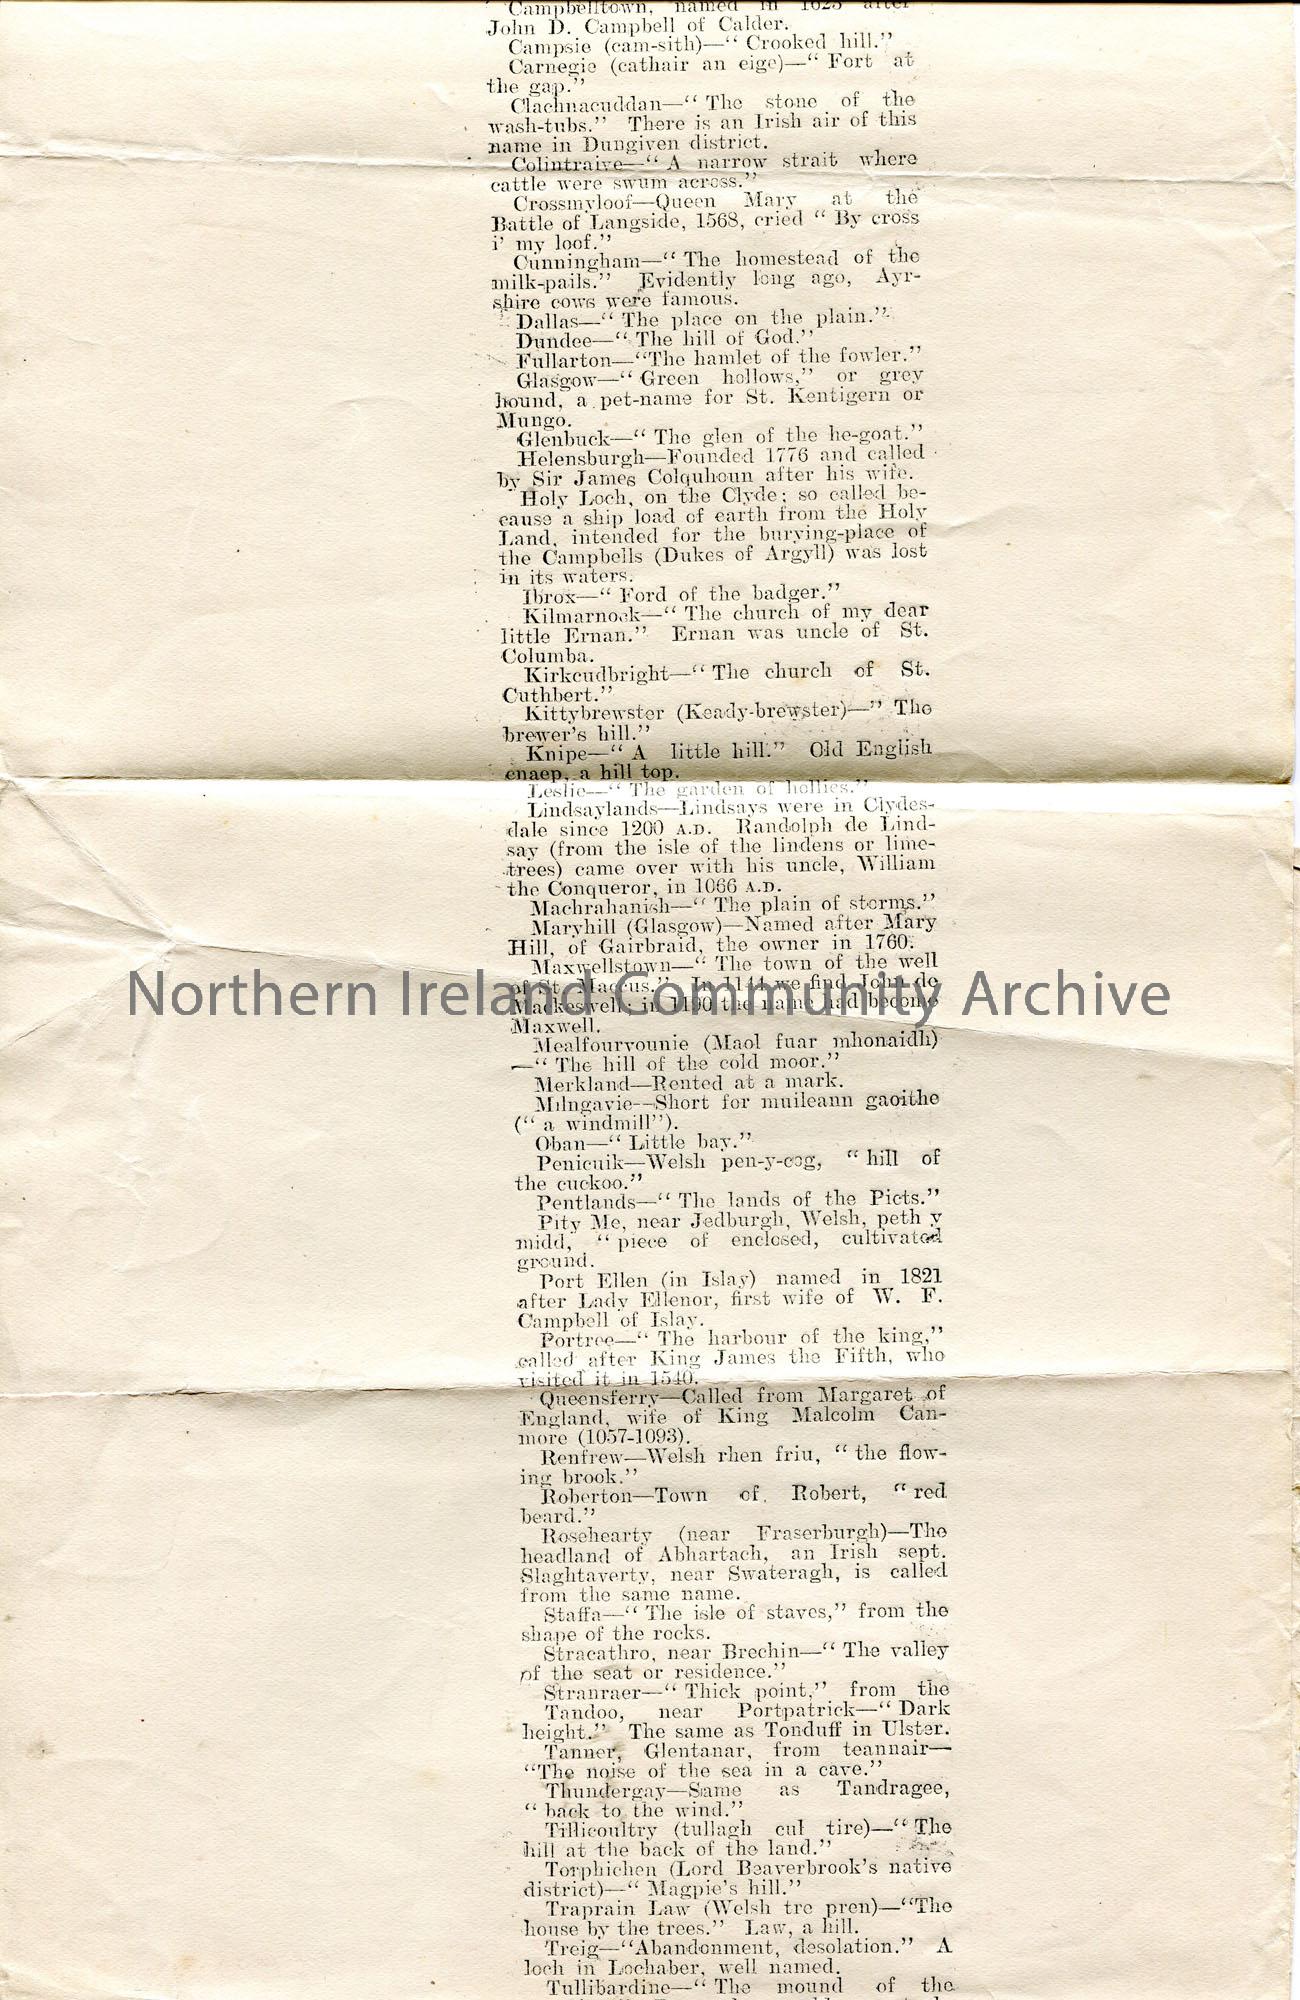 Campbelltown, named in 1623 after
John D. Campbell of Calder.
Campsie (cam-sith)—“ Crooked hill.”
Carnegie (cathair an eige)—“ Fort at
the gap.”
Clachnacuddan—“ The stone of the
wash-tubs.” There is an Irish air of this
name in Dungiven district.
Colintraive—“ A narrow strait where
cattle were swum across.”
Crossmyloof—Queen Mary at the
Battle of Langside, 1568, cried “ By cross
i’ my loof.”
Cunningham—“ The homestead of the
milk-pails.” Evidently long ago, Ayr-
shire cows were famous.
Dallas—“ The place on the plain.”
Dundee—“ The hill of God.”
Fullarton—“The hamlet of the fowler.”
Glasgow—“ Green hollows,” or grey
hound, a pet-name for St. Kentigern or
Mungo.
Glenbuck—“ The glen of the he-goat.”
Helensburgh—Founded 1776 and called
by Sir James Colquhoun after his wife.
Holy Loch, on the Clyde; so called be-
cause a ship load of earth from the Holy
Land, intended for the burying-place of
the Campbells (Dukes of Argyll) was lost
in its waters.
Ibrox—“ Ford of the badger.”
Kilmarnock—“ The church of my dear
little Ernan.” Ernan was uncle of St.
Columba.
Kirkcudbright—“ The church of St.
Cuthbert.”
Kittybrewster (Keady-brewster)—” The
brewer’s hill.”
Knipe—“ A little hill.” Old English
cnaep, a hill top.
Leslie—“ The garden of hollies.”
Lindsaylands—Lindsays were in Clydes-
dale since 1200 A.D. Randolph de Lind-
say (from the isle of the lindens or lime-
trees) came over with his uncle, William
the Conqueror, in 1066 A.D.
Machrahanish—“ The plain of storms.”
Maryhill (Glasgow)—Named after Mary
Hill, of Gairbraid, the owner in 1760.
Maxwellstown—“ The town of the well
of St. Maccus.” In 1144 we find John de
Mackeswell; in 1190 the name had become
Maxwell.
Northern Ireland Community Archive
Mealfourvounie (Maol fuar mhonaidh)
—“ The hill of the cold moor.”
Merkland—Rented at a mark.
Milngavie—Short for muileann gaoithe
(“ a windmill”).
Oban—“ Little bay.”
Penicuik—Welsh pen-y-cog, “ hill of
the cuckoo.”
Pentlands—“ The lands of the Picts.”
Pity Me, near Jedburgh, Welsh, peth y
midd, “ piece of enclosed, cultivated
ground.
Port Ellen (in Islay) named in 1821
after Lady Ellenor, first wife of W. F.
Campbell of Islay.
Portree—“ The harbour of the king,”
called after King James the Fifth, who
visited it in 1540.
Queensferry—Called from Margaret of
England, wife of King Malcolm Can-
more (1057-1093).
Renfrew—Welsh rhen friu, “ the flow-
ing brook.”
Roberton—Town of Robert, “ red
beard.”
Rosehearty (near Fraserburgh)—The
headland of Abhartach, an Irish sept.
Slaghtaverty, near Swateragh, is called
from the same name.
Staffa—“ The isle of staves,” from the
shape of the rocks.
Stracathro, near Brechin—“ The valley
of the seat or residence.”
Stranraer—“ Thick point,” from the
Tandoo, near Portpatrick—“ Dark
height.” The same as Tonduff in Ulster.
Tanner, Glentanar, from teannair—
“The noise of the sea in a cave.”
Thundergay—Same as Tandragee,
“ back to the wind.”
Tillicoultry (tullagh cul tire)—“ The
hill at the back of the land.”
Torphichen (Lord Beaverbrook’s native
district)—“ Magpie’s hill.”
Traprain Law (Welsh tre pren)—“The
house by the trees.” Law, a hill.
Treig—“Abandonment, desolation.” A
loch in Lochaber, well named.
Tullibardine—“ The mound of the